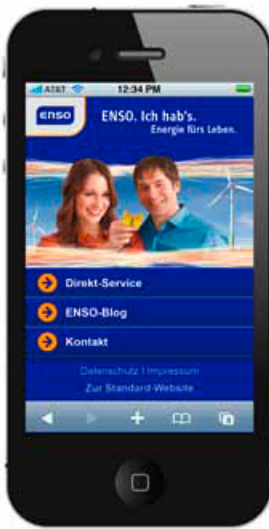 AT&T 12:34 PM
ENSO
ENSO. Ich hab's.
Energie fürs Leben.
Direkt-Service
ENSO-Blog
Kontakt
Datenschutz | Impressum
Zur Standard-Website